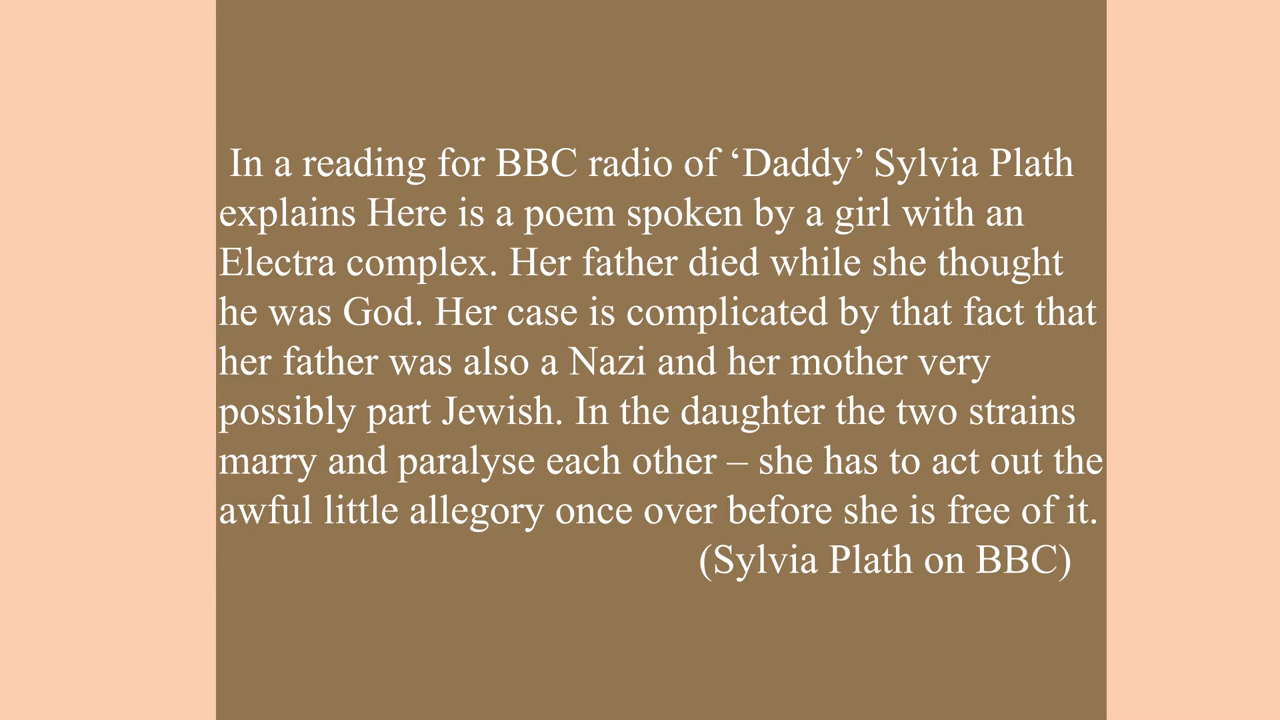 In a reading for BBC radio of ‘Daddy’ Sylvia Plath
explains Here is a poem spoken by a girl with an
Electra complex. Her father died while she thought
he was God. Her case is complicated by that fact that
her father was also a Nazi and her mother very
possibly part Jewish. In the daughter the two strains
marry and paralyse each other – she has to act out the
awful little allegory once over before she is free of it.
(Sylvia Plath on BBC)